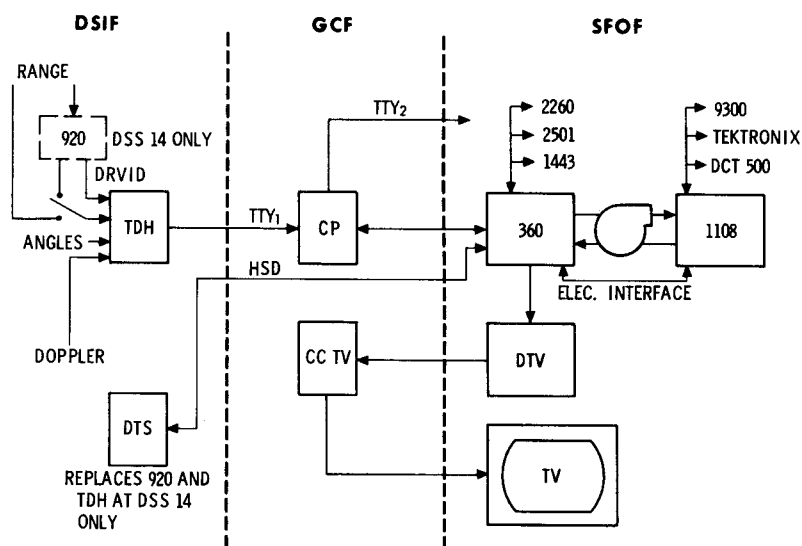 DSIF
GCF
SFOF
RANGE
920
DSS 14 ONLY
DRVID
TDH
ANGLES
DOPPLER
DTS
REPLACES 920 AND
TDH AT DSS 14
ONLY
TTY₁
TTY₂
CP
HSD
CC TV
2260
2501
1443
360
9300
TEKTRONIX
DCT 500
1108
ELEC. INTERFACE
DTV
TV